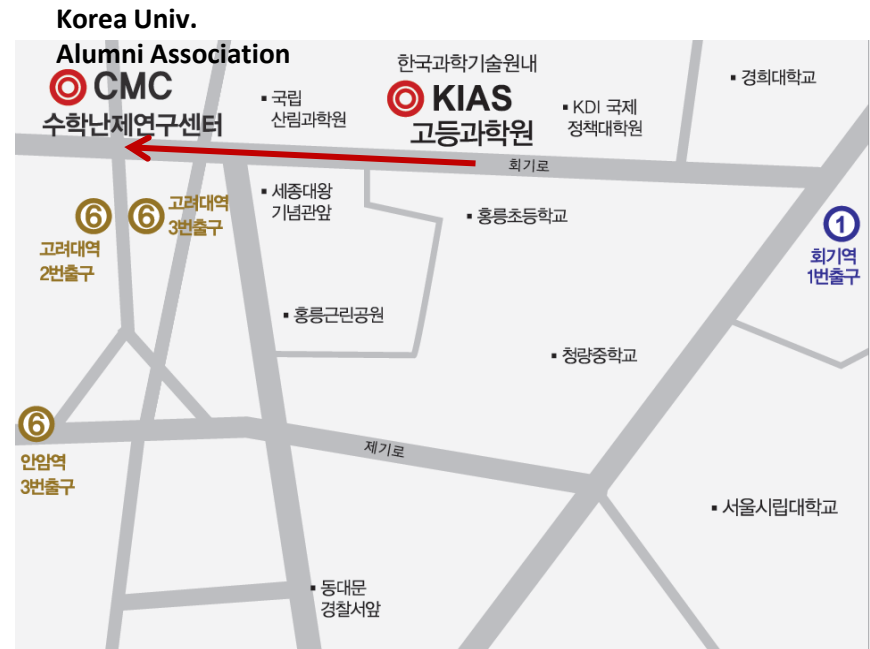 Korea Univ.
Alumni Association
CMC
수학난제연구센터
국립
산림과학원
한국과학기술원내
KIAS
고등과학원
KDI 국제
정책대학원
경희대학교
회기로
6
고려대역
2번출구
6
고려대역
3번출구
세종대왕
기념관앞
홍릉초등학교
1
회기역
1번출구
홍릉근린공원
청량중학교
6
안암역
3번출구
제기로
서울시립대학교
동대문
경찰서앞